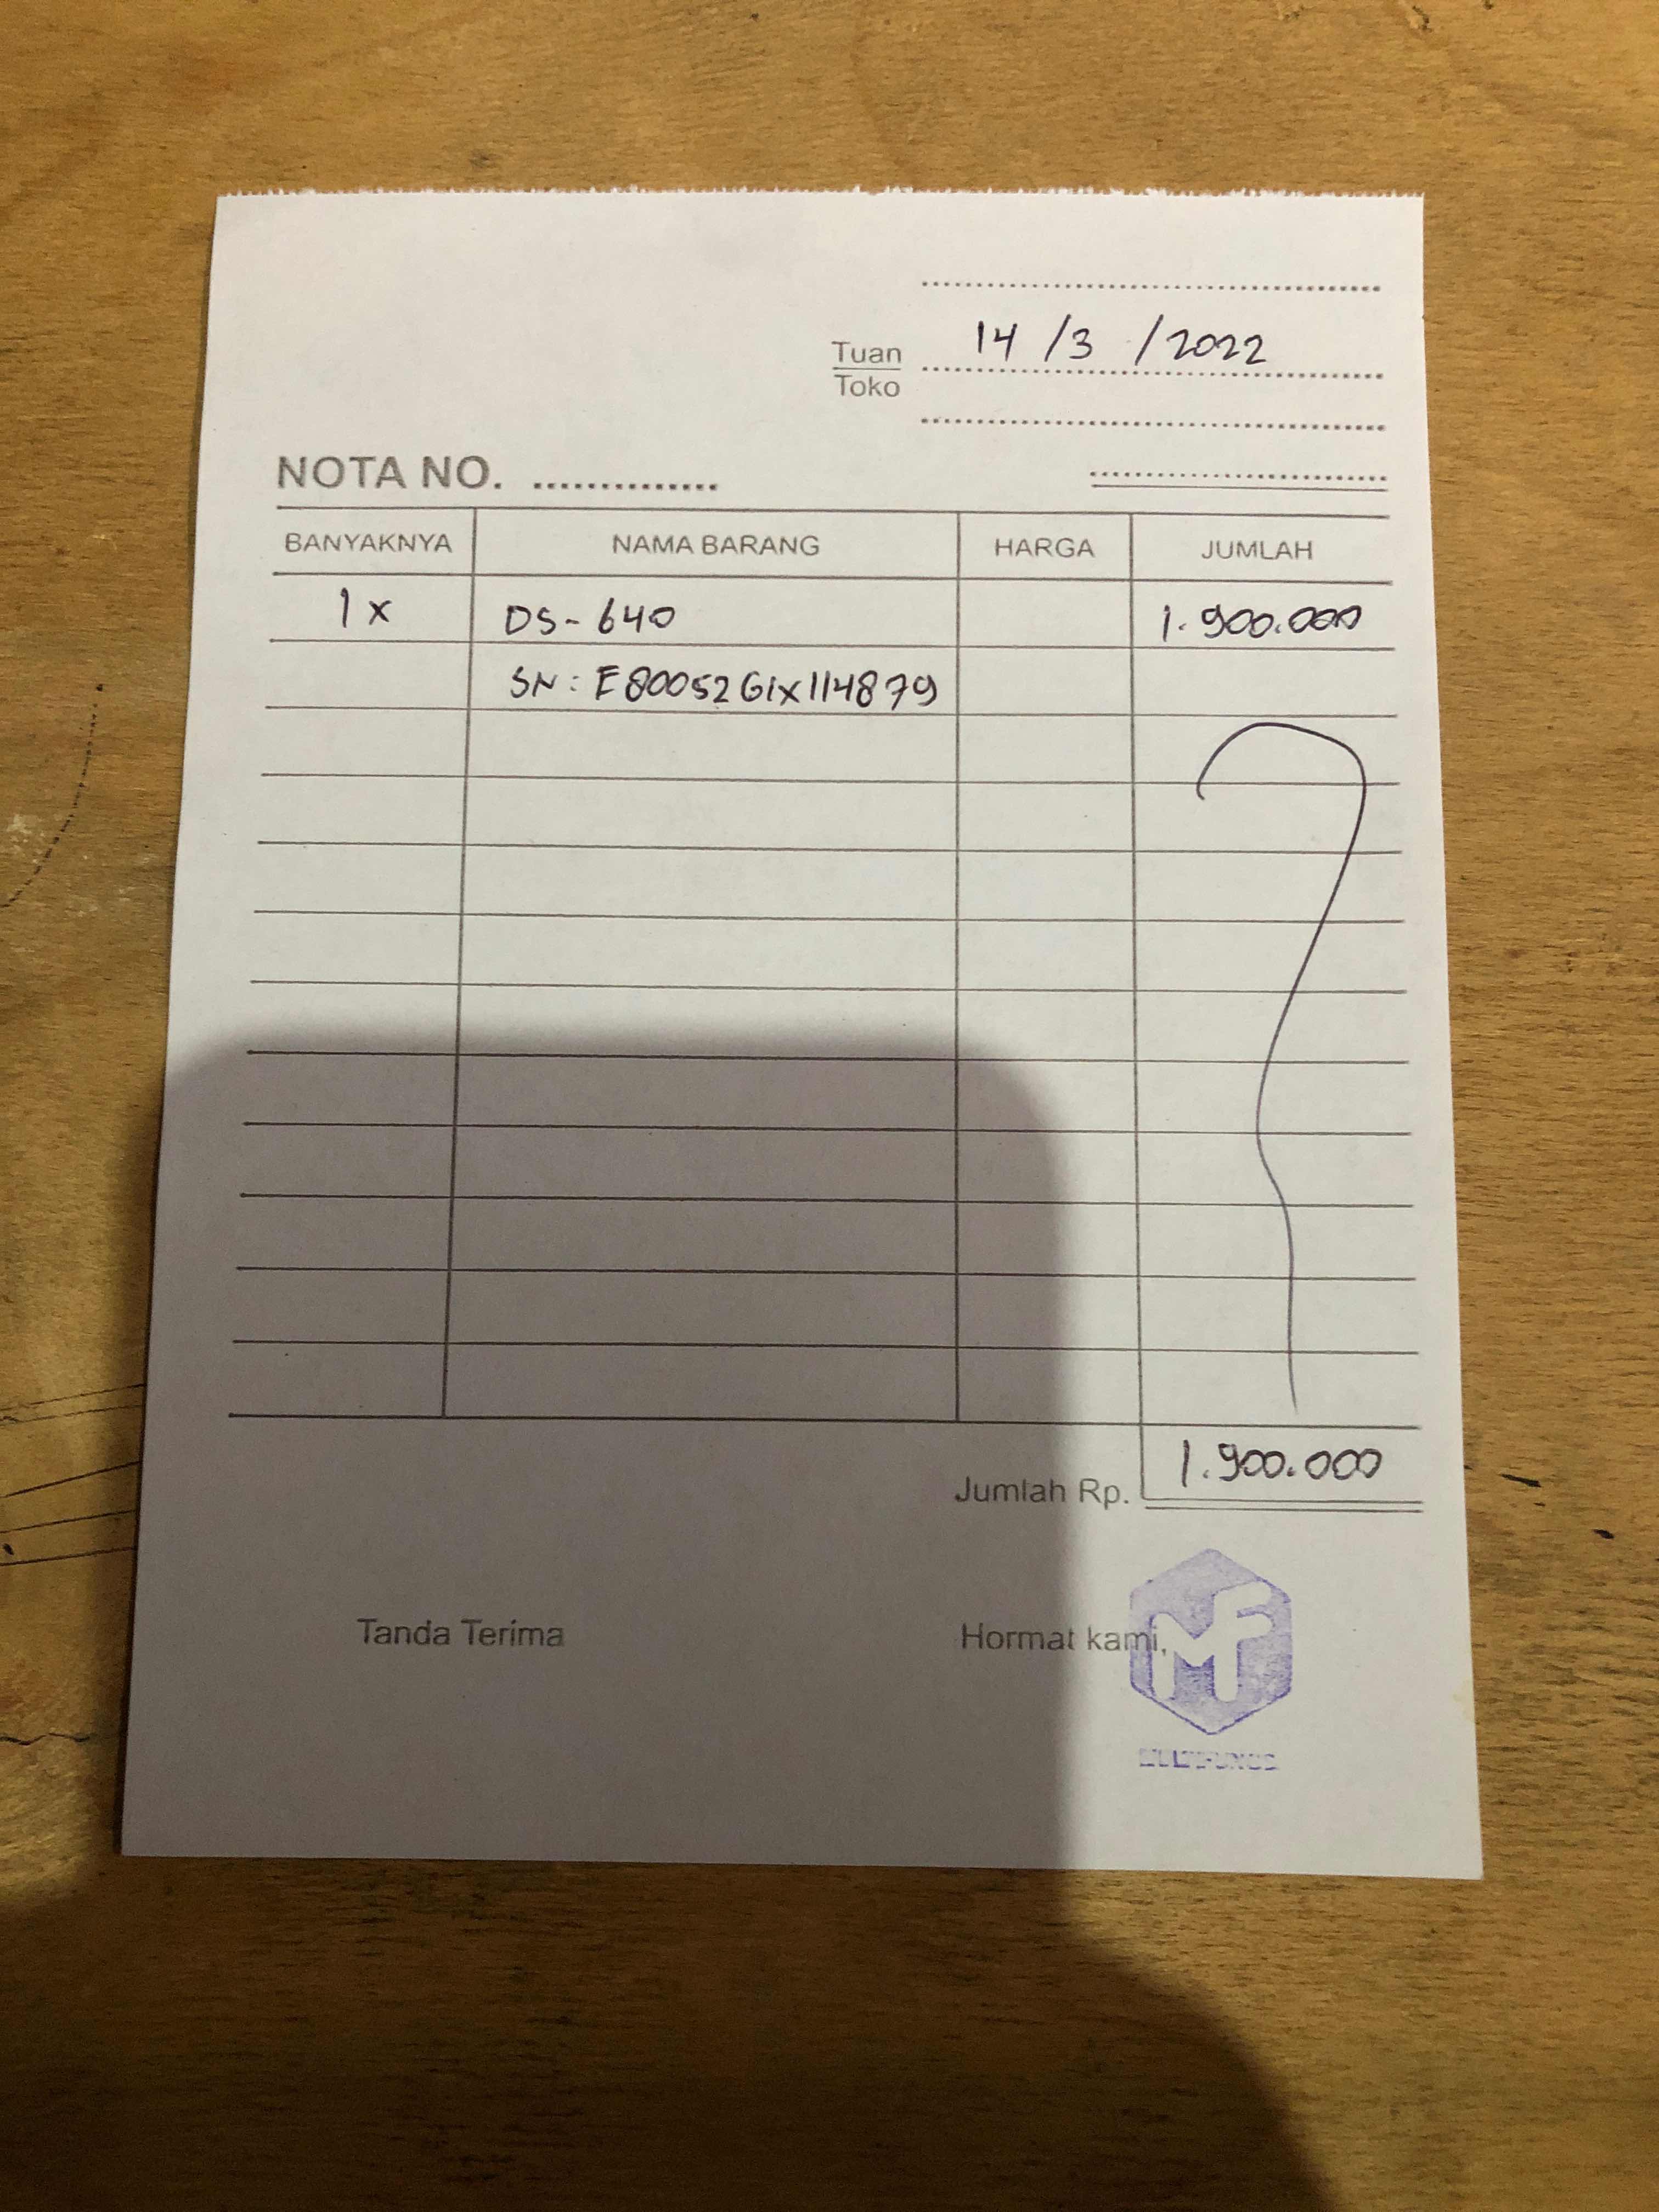 14 /3 /2022
Tuan
Toko
NOTA NO.
BANYAKNYA NAMA BARANG HARGA JUMLAH
1x DS-640 1.900.000
SN: E80052G1X114879
Jumlah Rp. 1.900.000
Tanda Terima Hormat kami,
MF